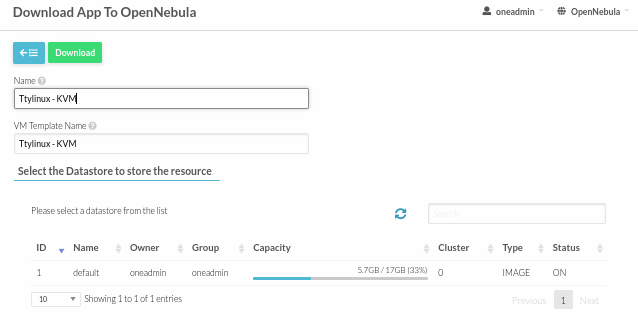 Download App To OpenNebula
oneadmin
OpenNebula
Download
Name
Ttylinux - KVM
VM Template Name
Ttylinux - KVM
Select the Datastore to store the resource
Please select a datastore from the list
Search
ID Name Owner Group Capacity Cluster Type Status
1 default oneadmin oneadmin 5.7GB / 17GB (33%) 0 IMAGE ON
10 Showing 1 to 1 of 1 entries
Previous 1 Next